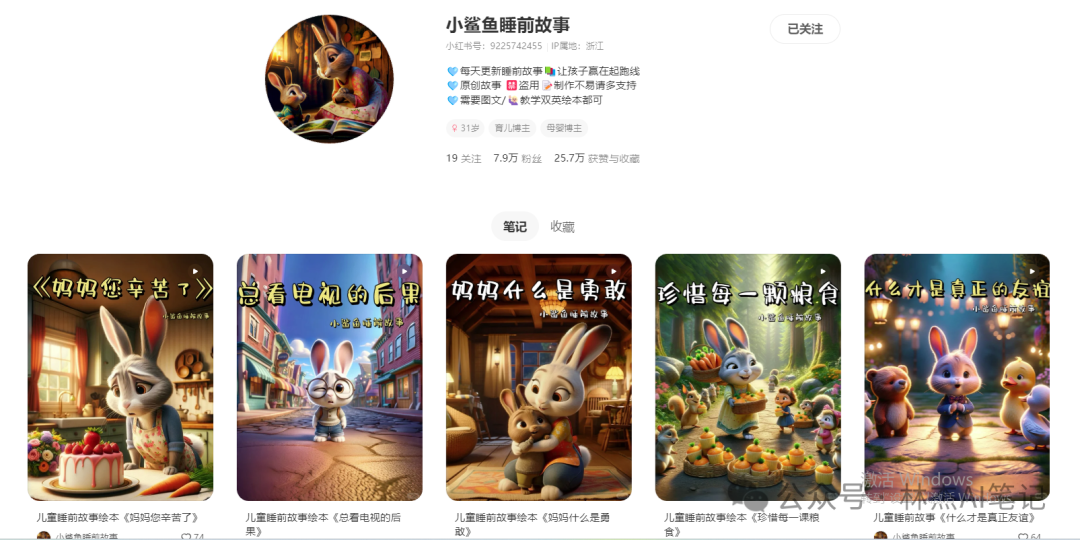 小鲨鱼睡前故事
已关注
小红书号：9225742455 IP属地：浙江
每天更新睡前故事 让孩子赢在起跑线
原创故事 禁 盗用 制作不易请多支持
需要图文/ 教学双英绘本都可
31岁 育儿博主 母婴博主
19 关注 7.9万 粉丝 25.7万 获赞与收藏
笔记 收藏
《妈妈您辛苦了》
小鲨鱼睡前故事
总看电视的后果
小鲨鱼睡前故事
妈妈什么是勇敢
小鲨鱼睡前故事
珍惜每一颗粮食
小鲨鱼睡前故事
什么才是真正的友谊
小鲨鱼睡前故事
激活 Windows
公众号 林焦AI笔记
儿童睡前故事绘本《妈妈您辛苦了》
小鲨鱼睡前故事 74
儿童睡前故事绘本《总看电视的后
果》
儿童睡前故事绘本《妈妈什么是勇
敢》
儿童睡前故事绘本《珍惜每一课粮
食》
儿童睡前故事绘本《什么才是真正友谊》
小鲨鱼睡前故事 64